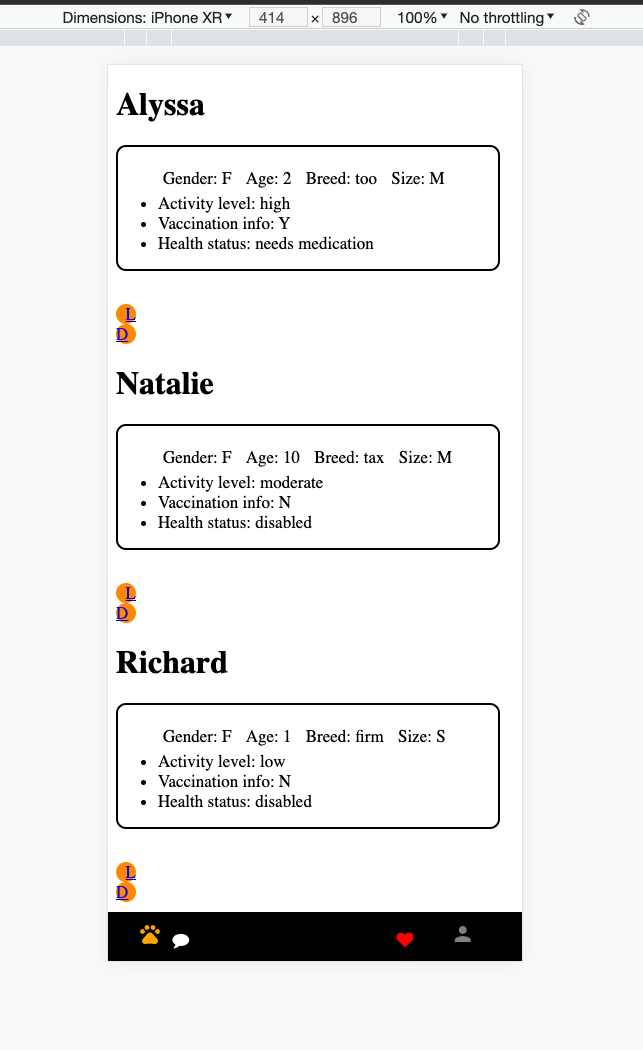 Dimensions: iPhone XR 414 × 896 100% No throttling
Alyssa
Gender: F Age: 2 Breed: too Size: M
Activity level: high
Vaccination info: Y
Health status: needs medication
L
D
Natalie
Gender: F Age: 10 Breed: tax Size: M
Activity level: moderate
Vaccination info: N
Health status: disabled
L
D
Richard
Gender: F Age: 1 Breed: firm Size: S
Activity level: low
Vaccination info: N
Health status: disabled
L
D